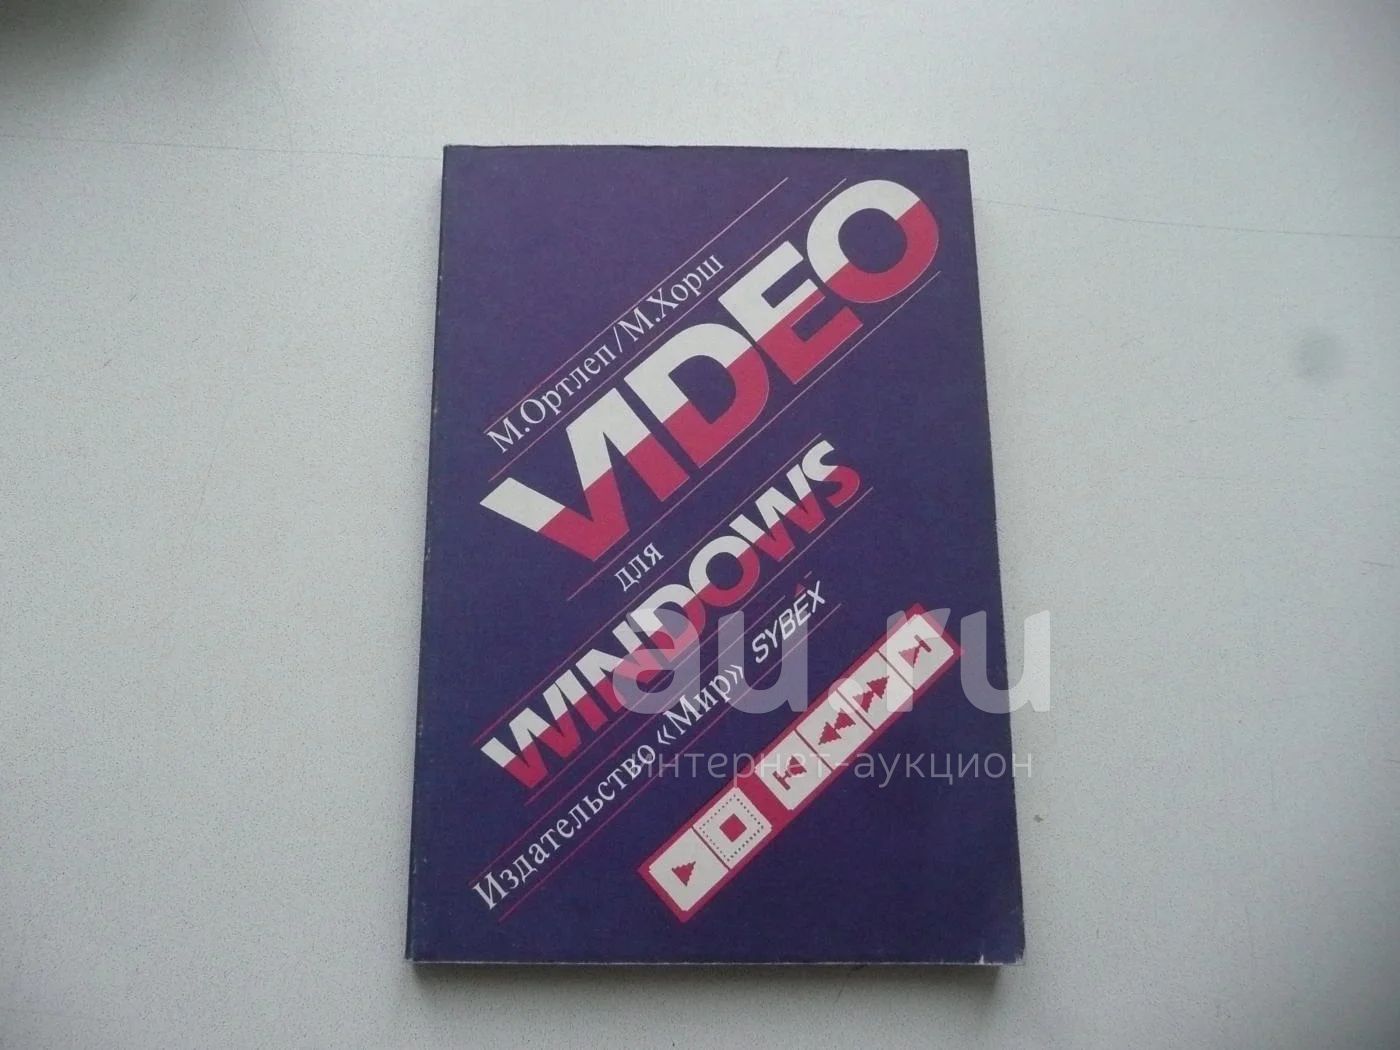 М.Ортлеп/М.Хорш
VIDEO
для
WINDOWS
Издательство «Мир» SYBEX
au.ru
интернет-аукцион